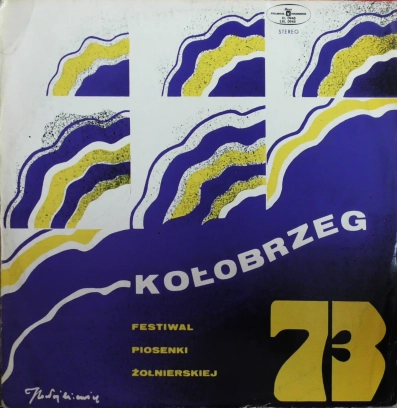 STEREO
KOŁOBRZEG
73
FESTIWAL
PIOSENKI
ŻOŁNIERSKIEJ